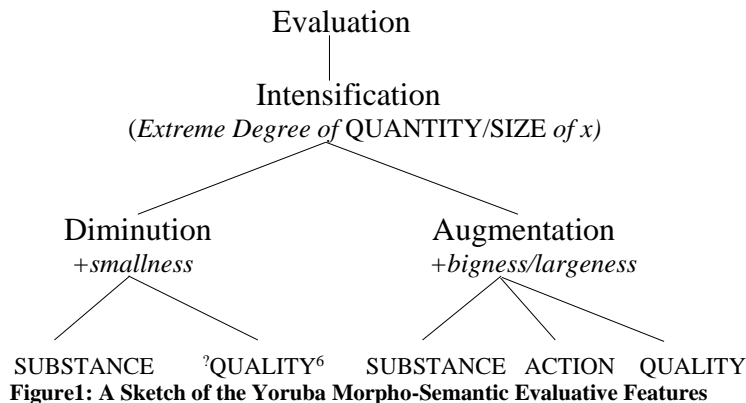 Evaluation
Intensification
(Extreme Degree of QUANTITY/SIZE of x)
Diminution Augmentation
+smallness +bigness/largeness
SUBSTANCE ?QUALITY6 SUBSTANCE ACTION QUALITY
Figure1: A Sketch of the Yoruba Morpho-Semantic Evaluative Features